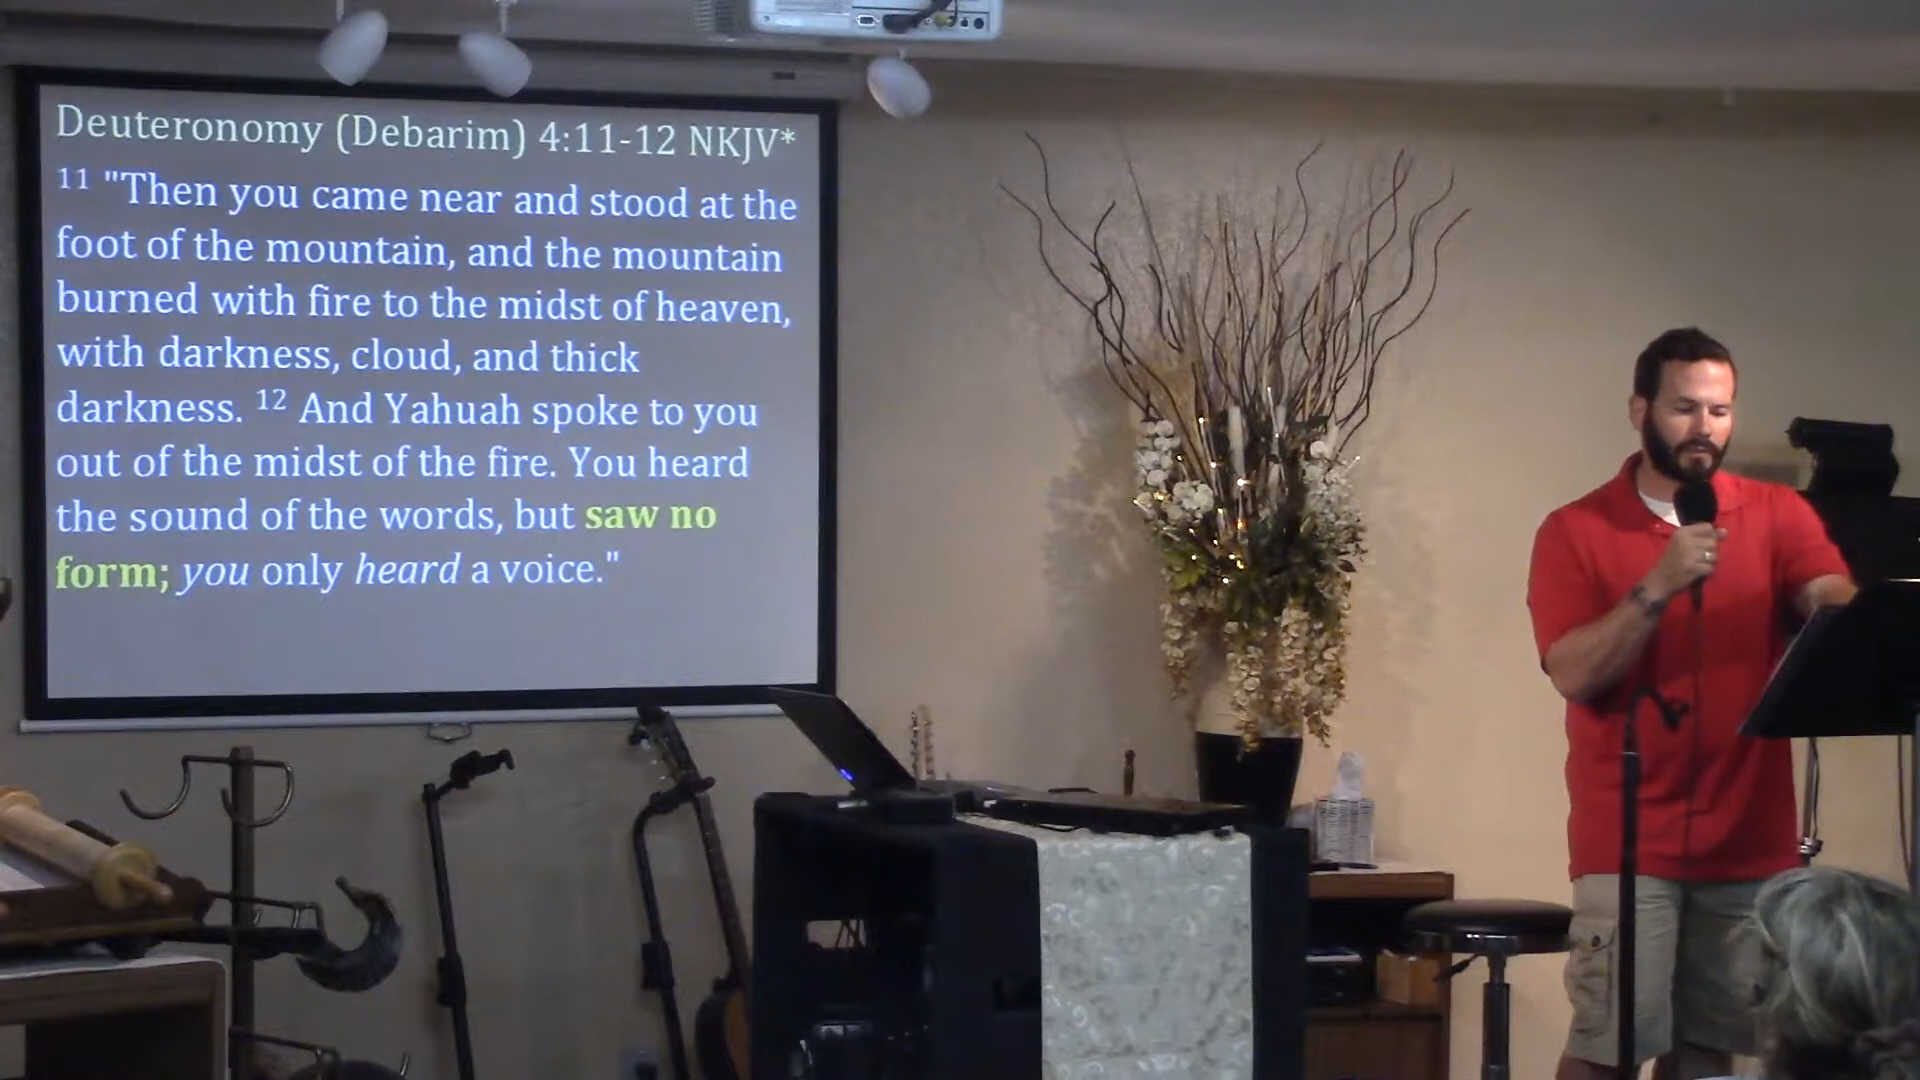 Deuteronomy (Debarim) 4:11-12 NKJV*
11 "Then you came near and stood at the
foot of the mountain, and the mountain
burned with fire to the midst of heaven,
with darkness, cloud, and thick
darkness. 12 And Yahuah spoke to you
out of the midst of the fire. You heard
the sound of the words, but saw no
form; you only heard a voice."